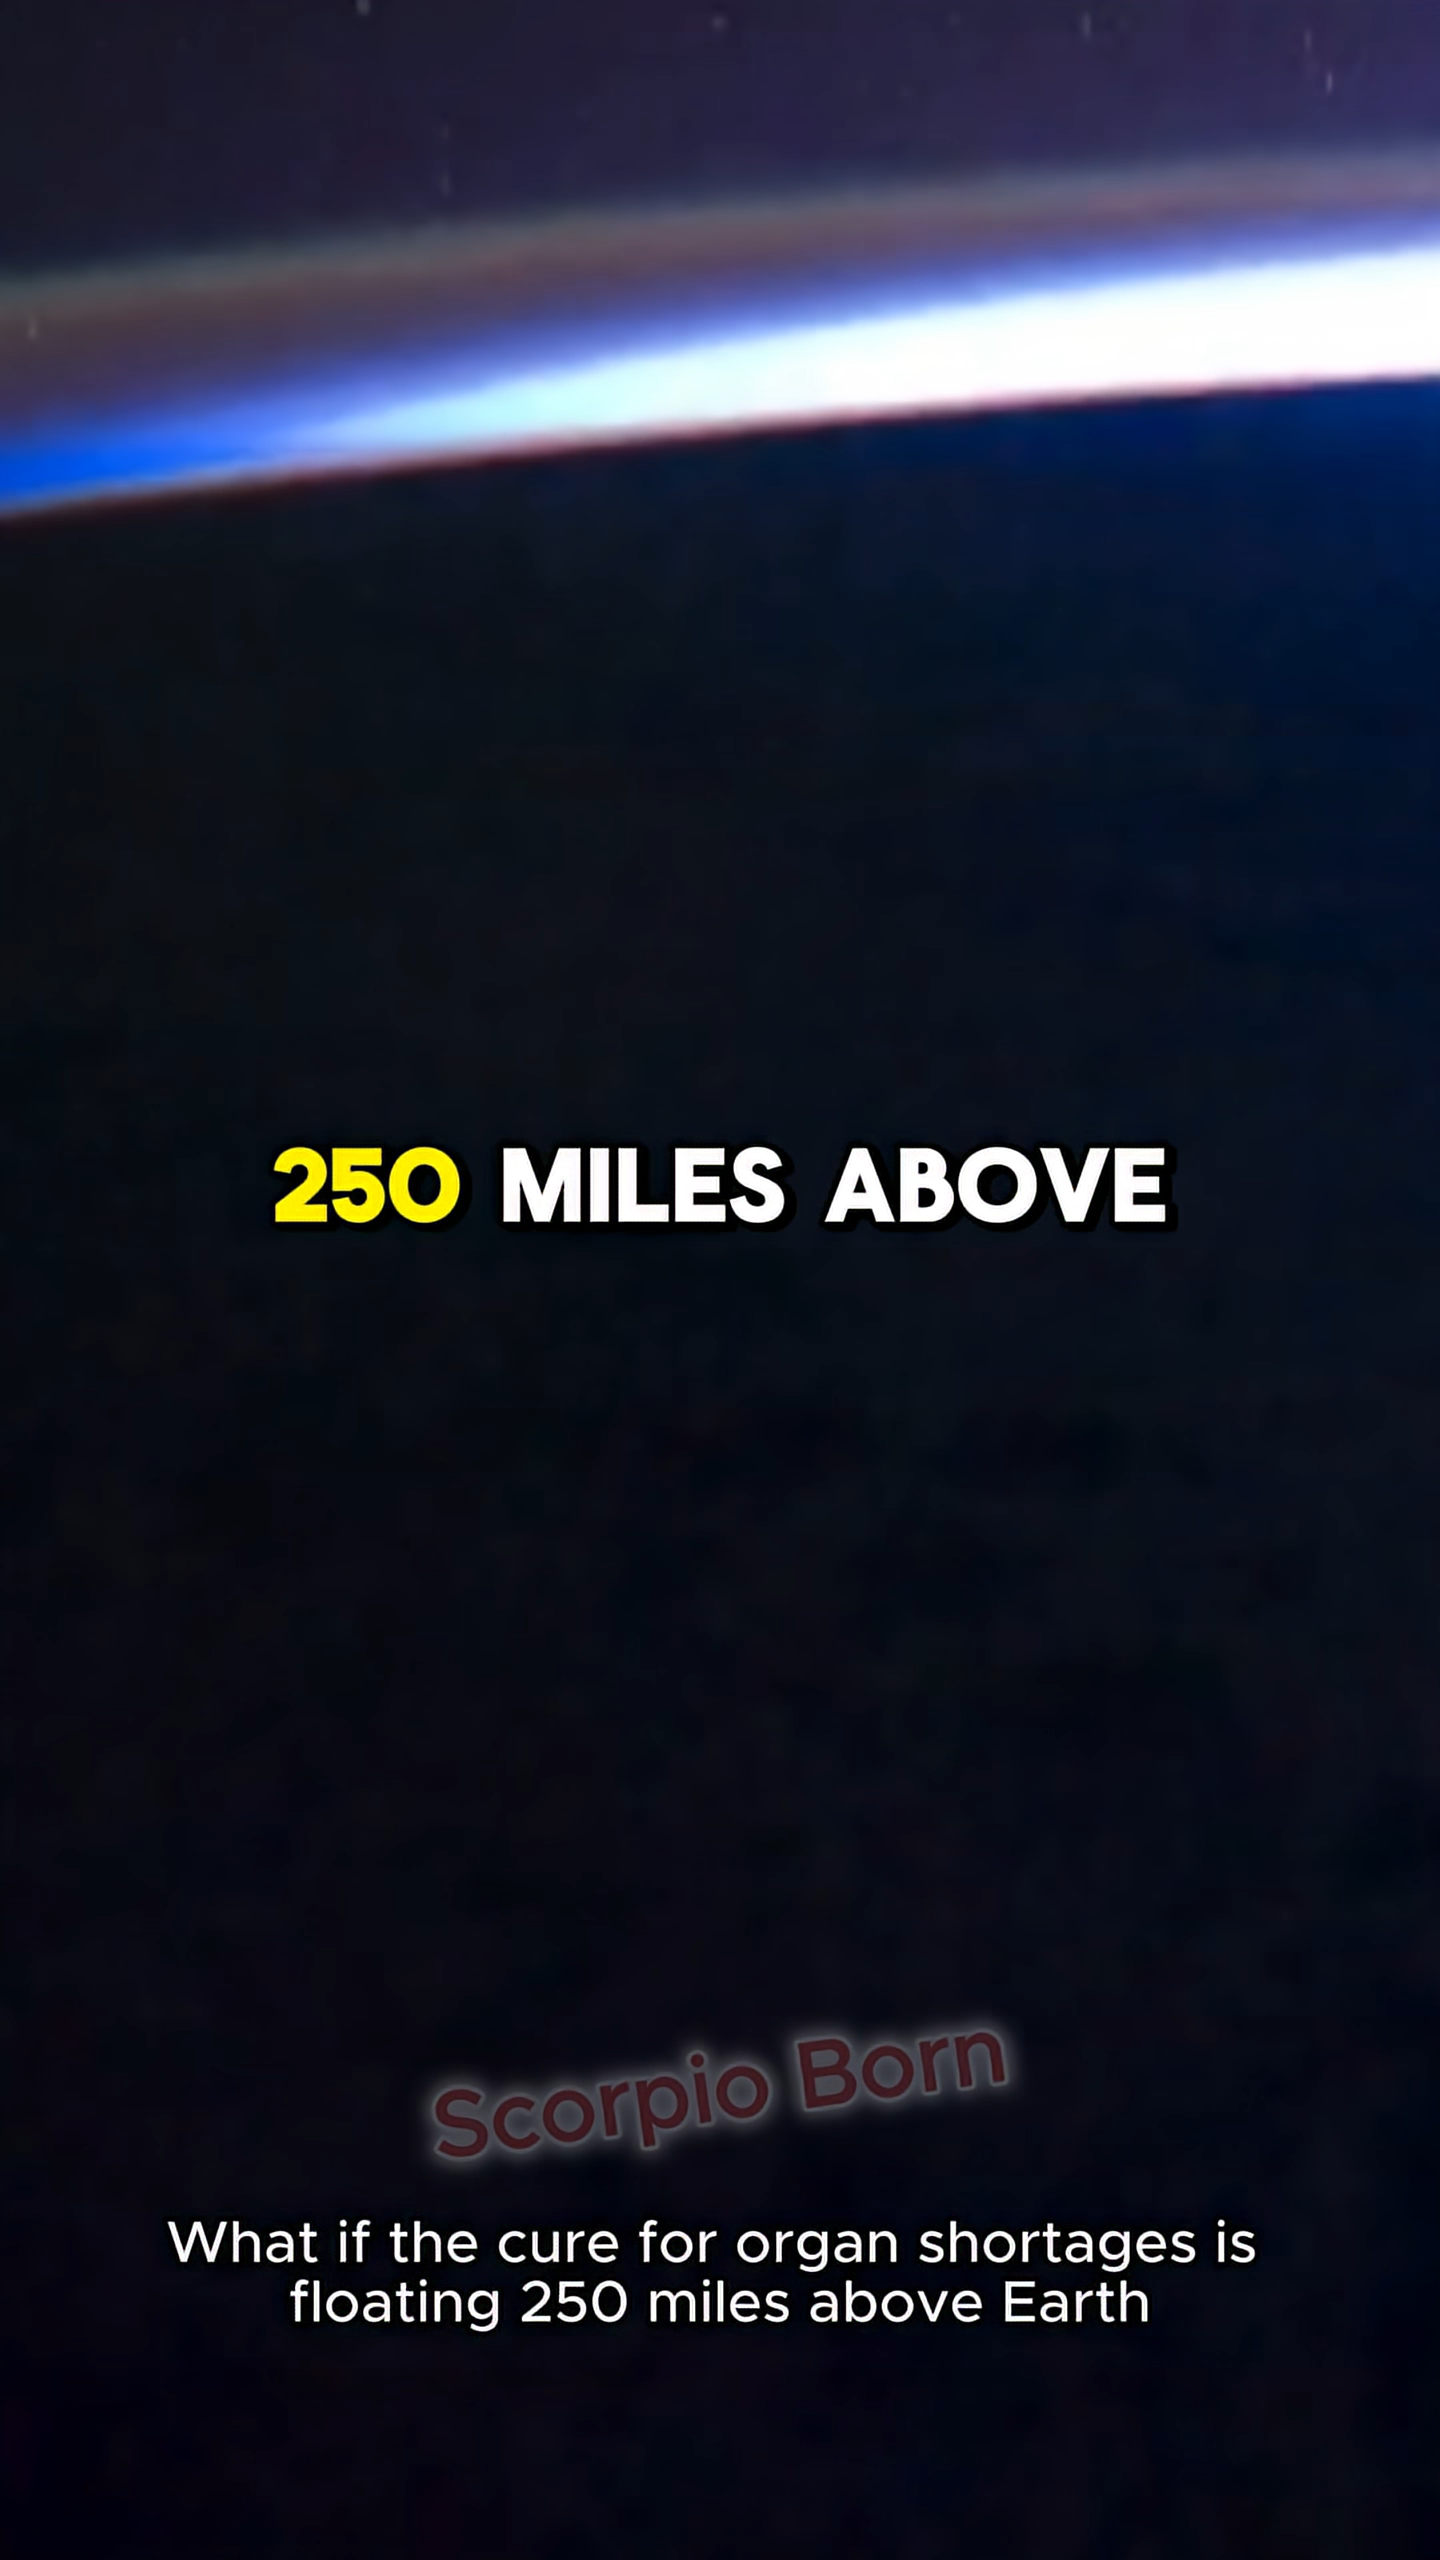 250 MILES ABOVE
Scorpio Born
What if the cure for organ shortages is
floating 250 miles above Earth